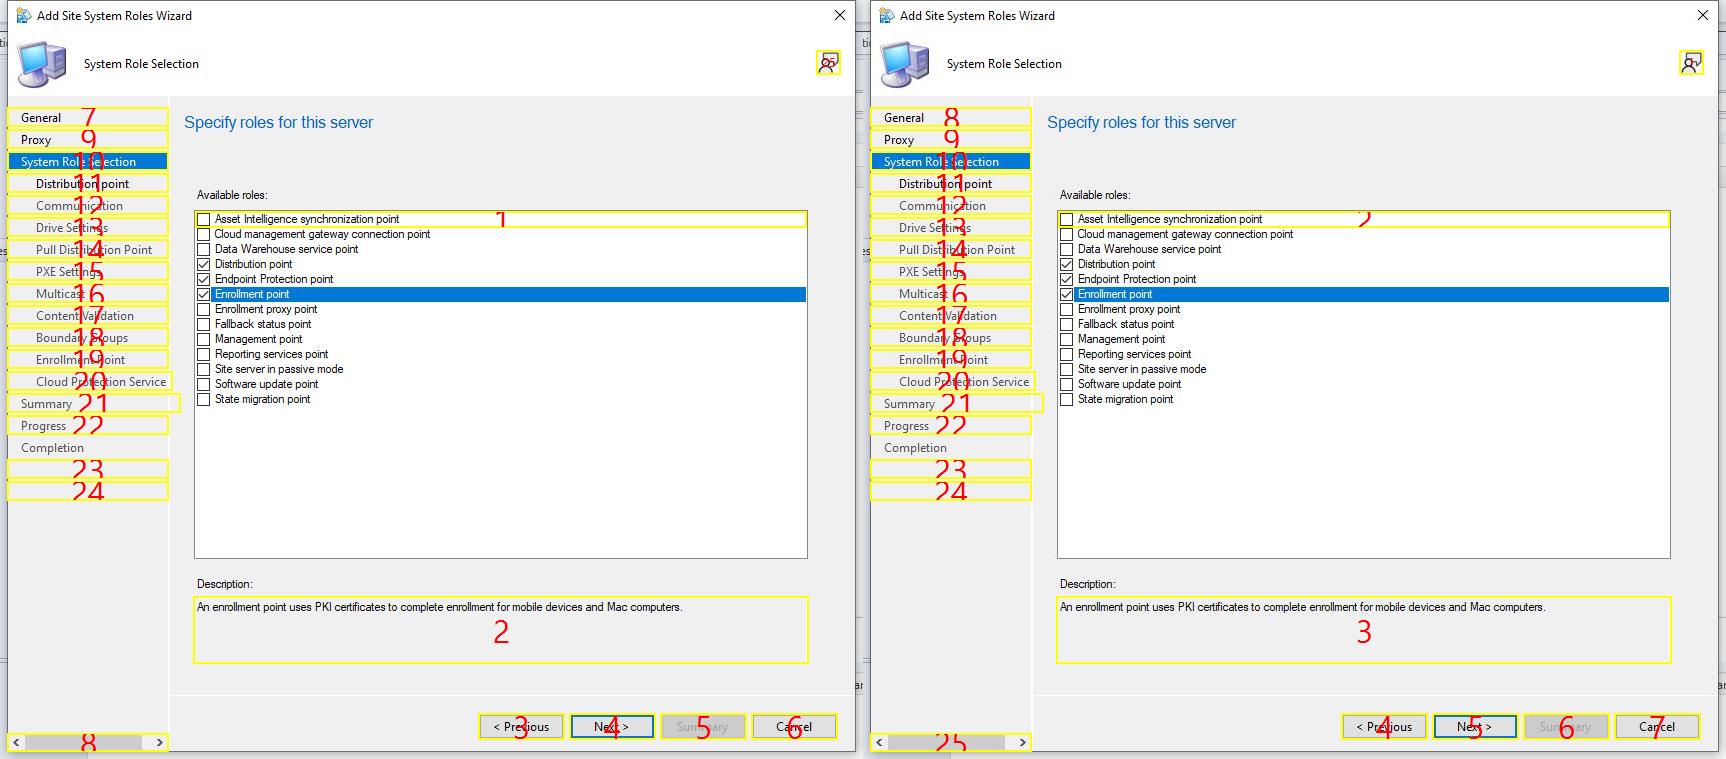 Add Site System Roles Wizard
System Role Selection
25
General 7
Proxy 9
System Role Selection 10
Distribution point 11
Communication 12
Drive Settings 13
Pull Distribution Point 14
PXE Settings 15
Multicast 16
Content Validation 17
Boundary Groups 18
Enrollment Point 19
Cloud Protection Service 20
Summary 21
Progress 22
Completion
23
24
8
Specify roles for this server
Available roles:
Asset Intelligence synchronization point 1
Cloud management gateway connection point
Data Warehouse service point
Distribution point
Endpoint Protection point
Enrollment point
Enrollment proxy point
Fallback status point
Management point
Reporting services point
Site server in passive mode
Software update point
State migration point
Description:
An enrollment point uses PKI certificates to complete enrollment for mobile devices and Mac computers.
2
< Previous 3
Next > 4
Summary 5
Cancel 6
Add Site System Roles Wizard
System Role Selection
1
General 8
Proxy 9
System Role Selection 10
Distribution point 11
Communication 12
Drive Settings 13
Pull Distribution Point 14
PXE Settings 15
Multicast 16
Content Validation 17
Boundary Groups 18
Enrollment Point 19
Cloud Protection Service 20
Summary 21
Progress 22
Completion
23
24
25
Specify roles for this server
Available roles:
Asset Intelligence synchronization point 2
Cloud management gateway connection point
Data Warehouse service point
Distribution point
Endpoint Protection point
Enrollment point
Enrollment proxy point
Fallback status point
Management point
Reporting services point
Site server in passive mode
Software update point
State migration point
Description:
An enrollment point uses PKI certificates to complete enrollment for mobile devices and Mac computers.
3
< Previous 4
Next > 5
Summary 6
Cancel 7